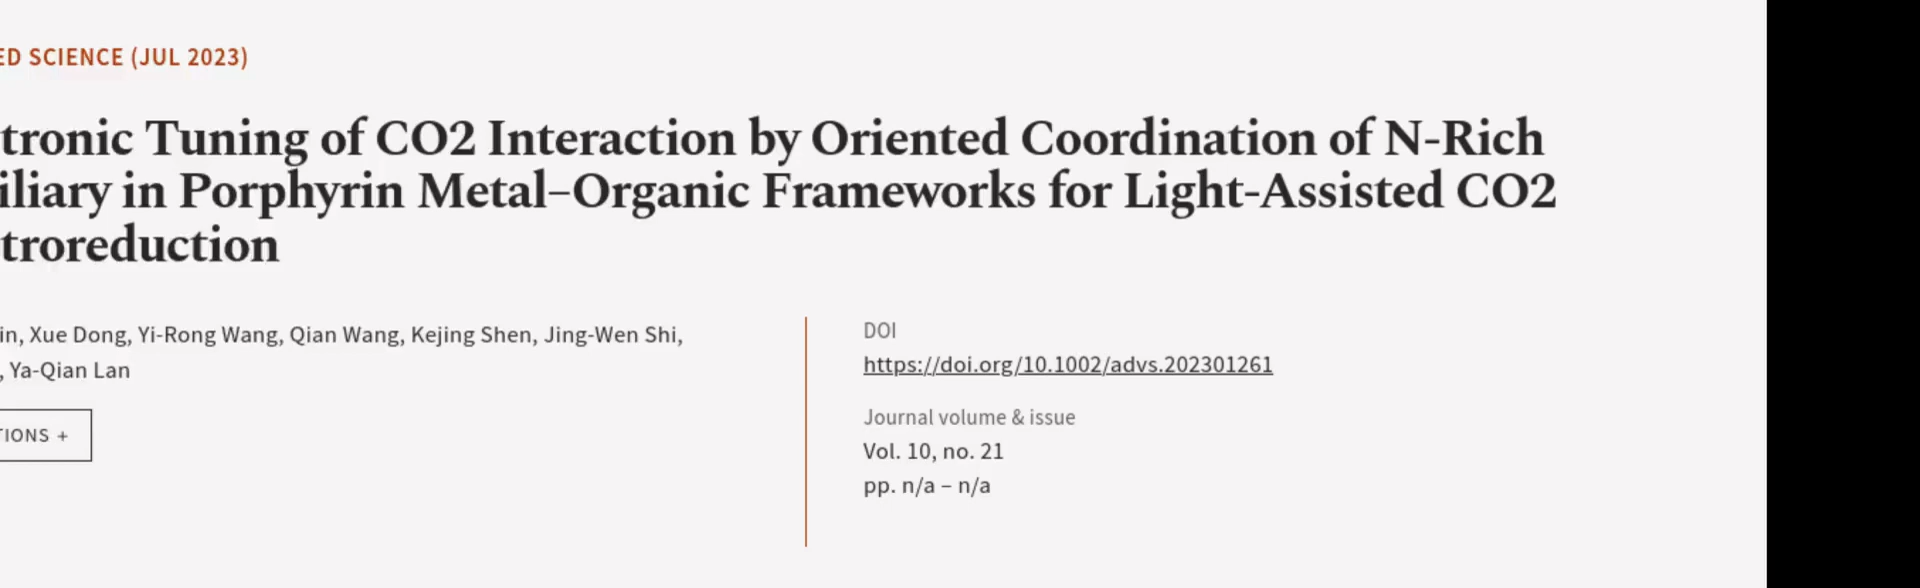 ED SCIENCE (JUL 2023)
tronic Tuning of CO2 Interaction by Oriented Coordination of N-Rich
iliary in Porphyrin Metal–Organic Frameworks for Light-Assisted CO2
troreduction
in, Xue Dong, Yi-Rong Wang, Qian Wang, Kejing Shen, Jing-Wen Shi,
, Ya-Qian Lan
TIONS +
DOI
https://doi.org/10.1002/advs.202301261
Journal volume & issue
Vol. 10, no. 21
pp. n/a – n/a